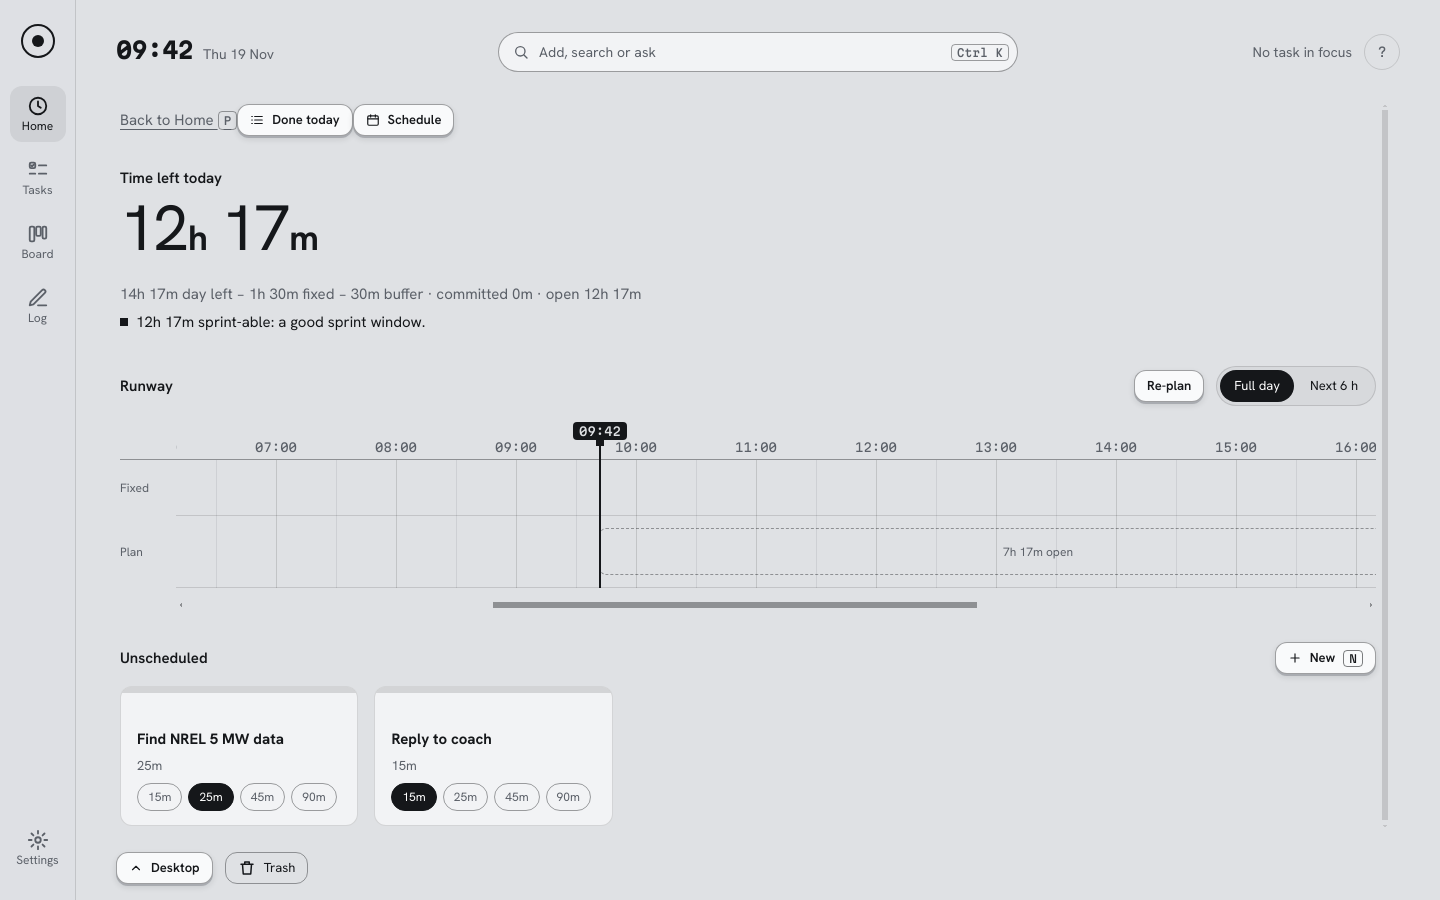 09:42 Thu 19 Nov
Add, search or ask
Ctrl K
No task in focus
?
Home
Tasks
Board
Log
Settings
Back to Home P
Done today
Schedule
Time left today
12h 17m
14h 17m day left − 1h 30m fixed − 30m buffer · committed 0m · open 12h 17m
12h 17m sprint-able: a good sprint window.
Runway
Re-plan
Full day
Next 6 h
09:42
07:00 08:00 09:00 10:00 11:00 12:00 13:00 14:00 15:00 16:00
Fixed
Plan
7h 17m open
Unscheduled
New N
Find NREL 5 MW data
25m
15m 25m 45m 90m
Reply to coach
15m
15m 25m 45m 90m
Desktop
Trash